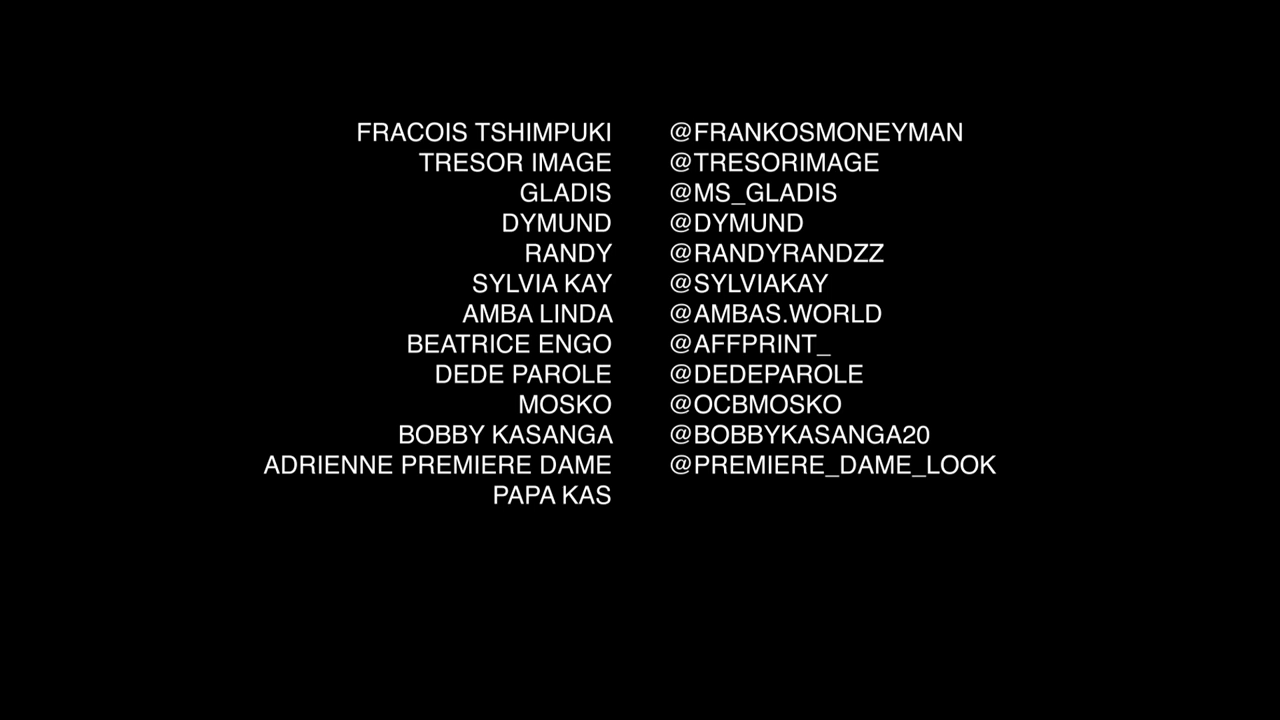 FRACOIS TSHIMPUKI @FRANKOSMONEYMAN
TRESOR IMAGE @TRESORIMAGE
GLADIS @MS_GLADIS
DYMUND @DYMUND
RANDY @RANDYRANDZZ
SYLVIA KAY @SYLVIAKAY
AMBA LINDA @AMBAS.WORLD
BEATRICE ENGO @AFFPRINT_
DEDE PAROLE @DEDEPAROLE
MOSKO @OCBMOSKO
BOBBY KASANGA @BOBBYKASANGA20
ADRIENNE PREMIERE DAME @PREMIERE_DAME_LOOK
PAPA KAS